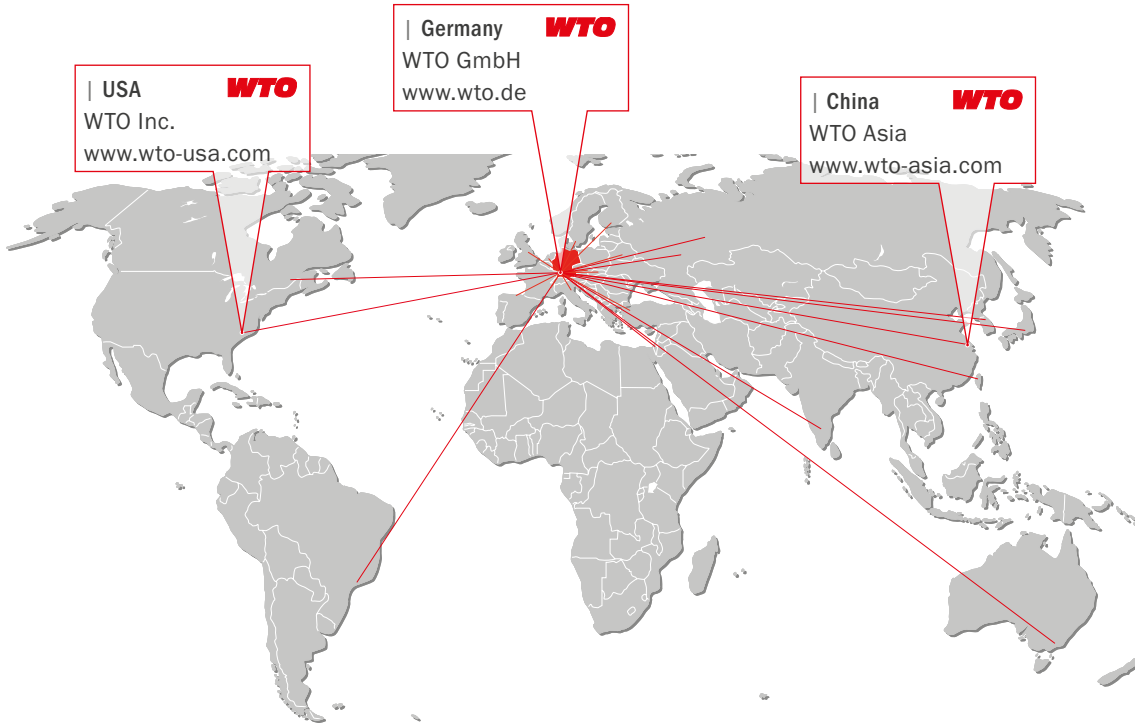 | USA WTO
WTO Inc.
www.wto-usa.com
| Germany WTO
WTO GmbH
www.wto.de
| China WTO
WTO Asia
www.wto-asia.com